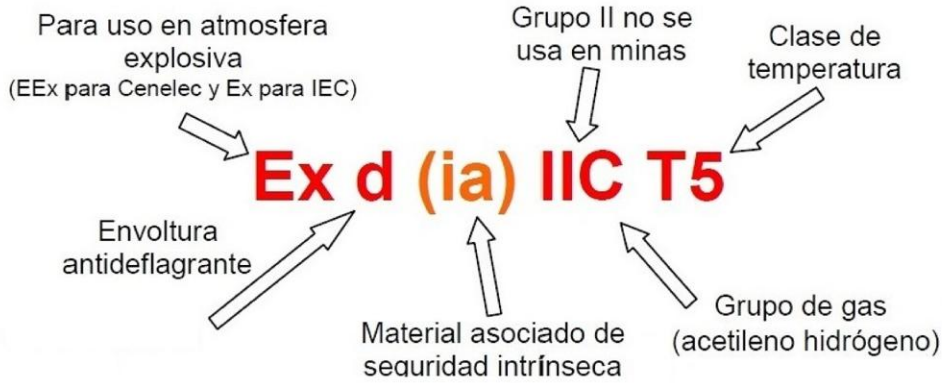 Para uso en atmosfera
explosiva
(EEx para Cenelec y Ex para IEC)
Grupo II no se
usa en minas
Clase de
temperatura
Ex d (ia) IIC T5
Envoltura
antideflagrante
Material asociado de
seguridad intrínseca
Grupo de gas
(acetileno hidrógeno)